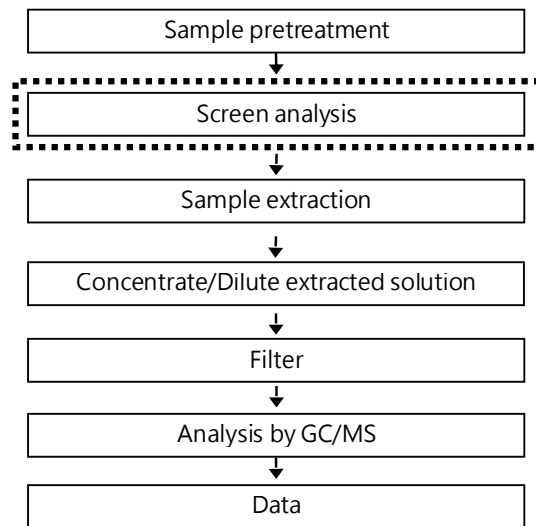 Sample pretreatment
Screen analysis
Sample extraction
Concentrate/Dilute extracted solution
Filter
Analysis by GC/MS
Data